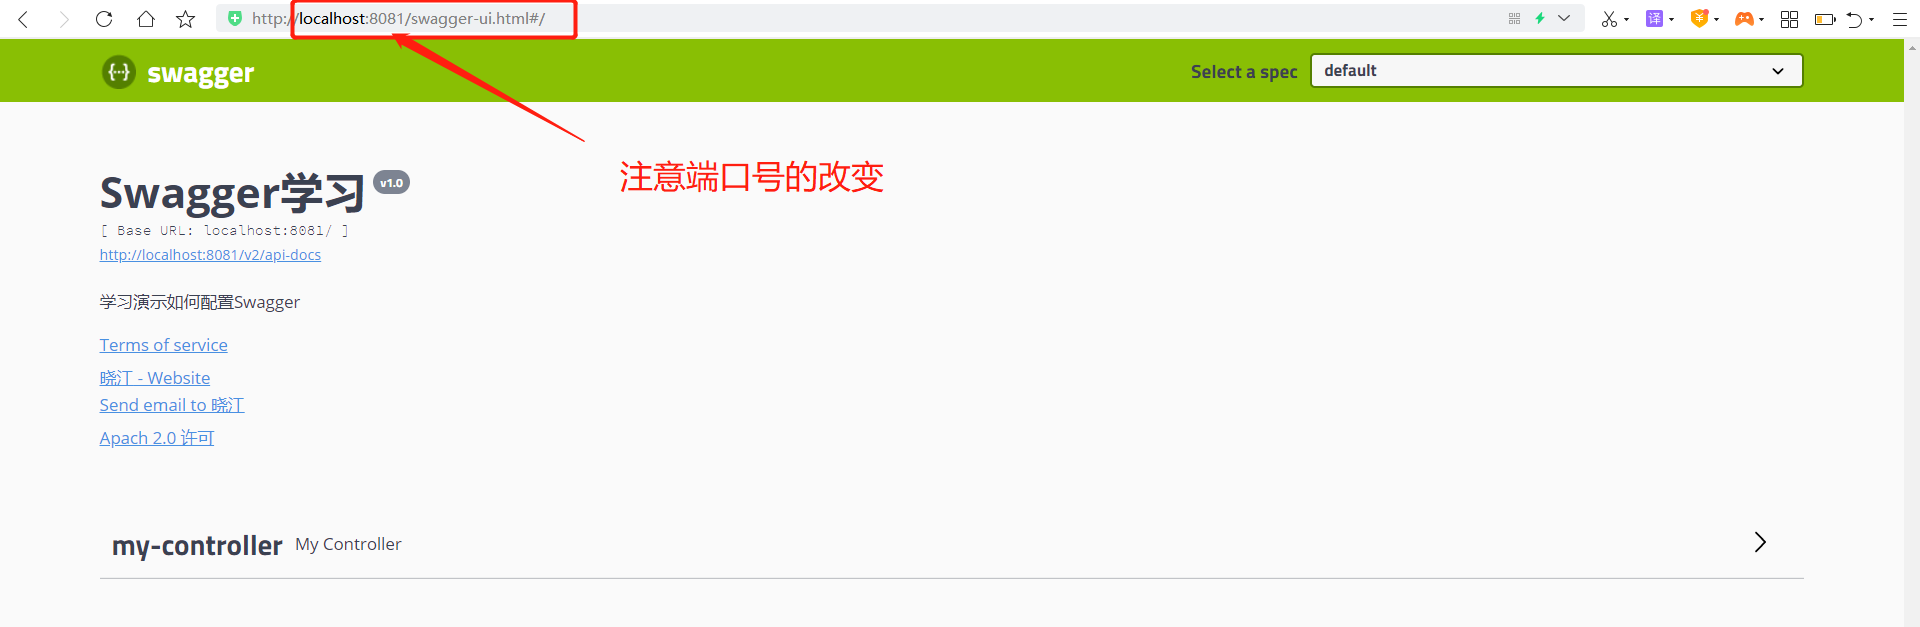 http://localhost:8081/swagger-ui.html#/
译
swagger
Select a spec
default
注意端口号的改变
Swagger学习 v1.0
[ Base URL: localhost:8081/ ]
http://localhost:8081/v2/api-docs
学习演示如何配置Swagger
Terms of service
晓汀 - Website
Send email to 晓汀
Apach 2.0 许可
my-controller My Controller